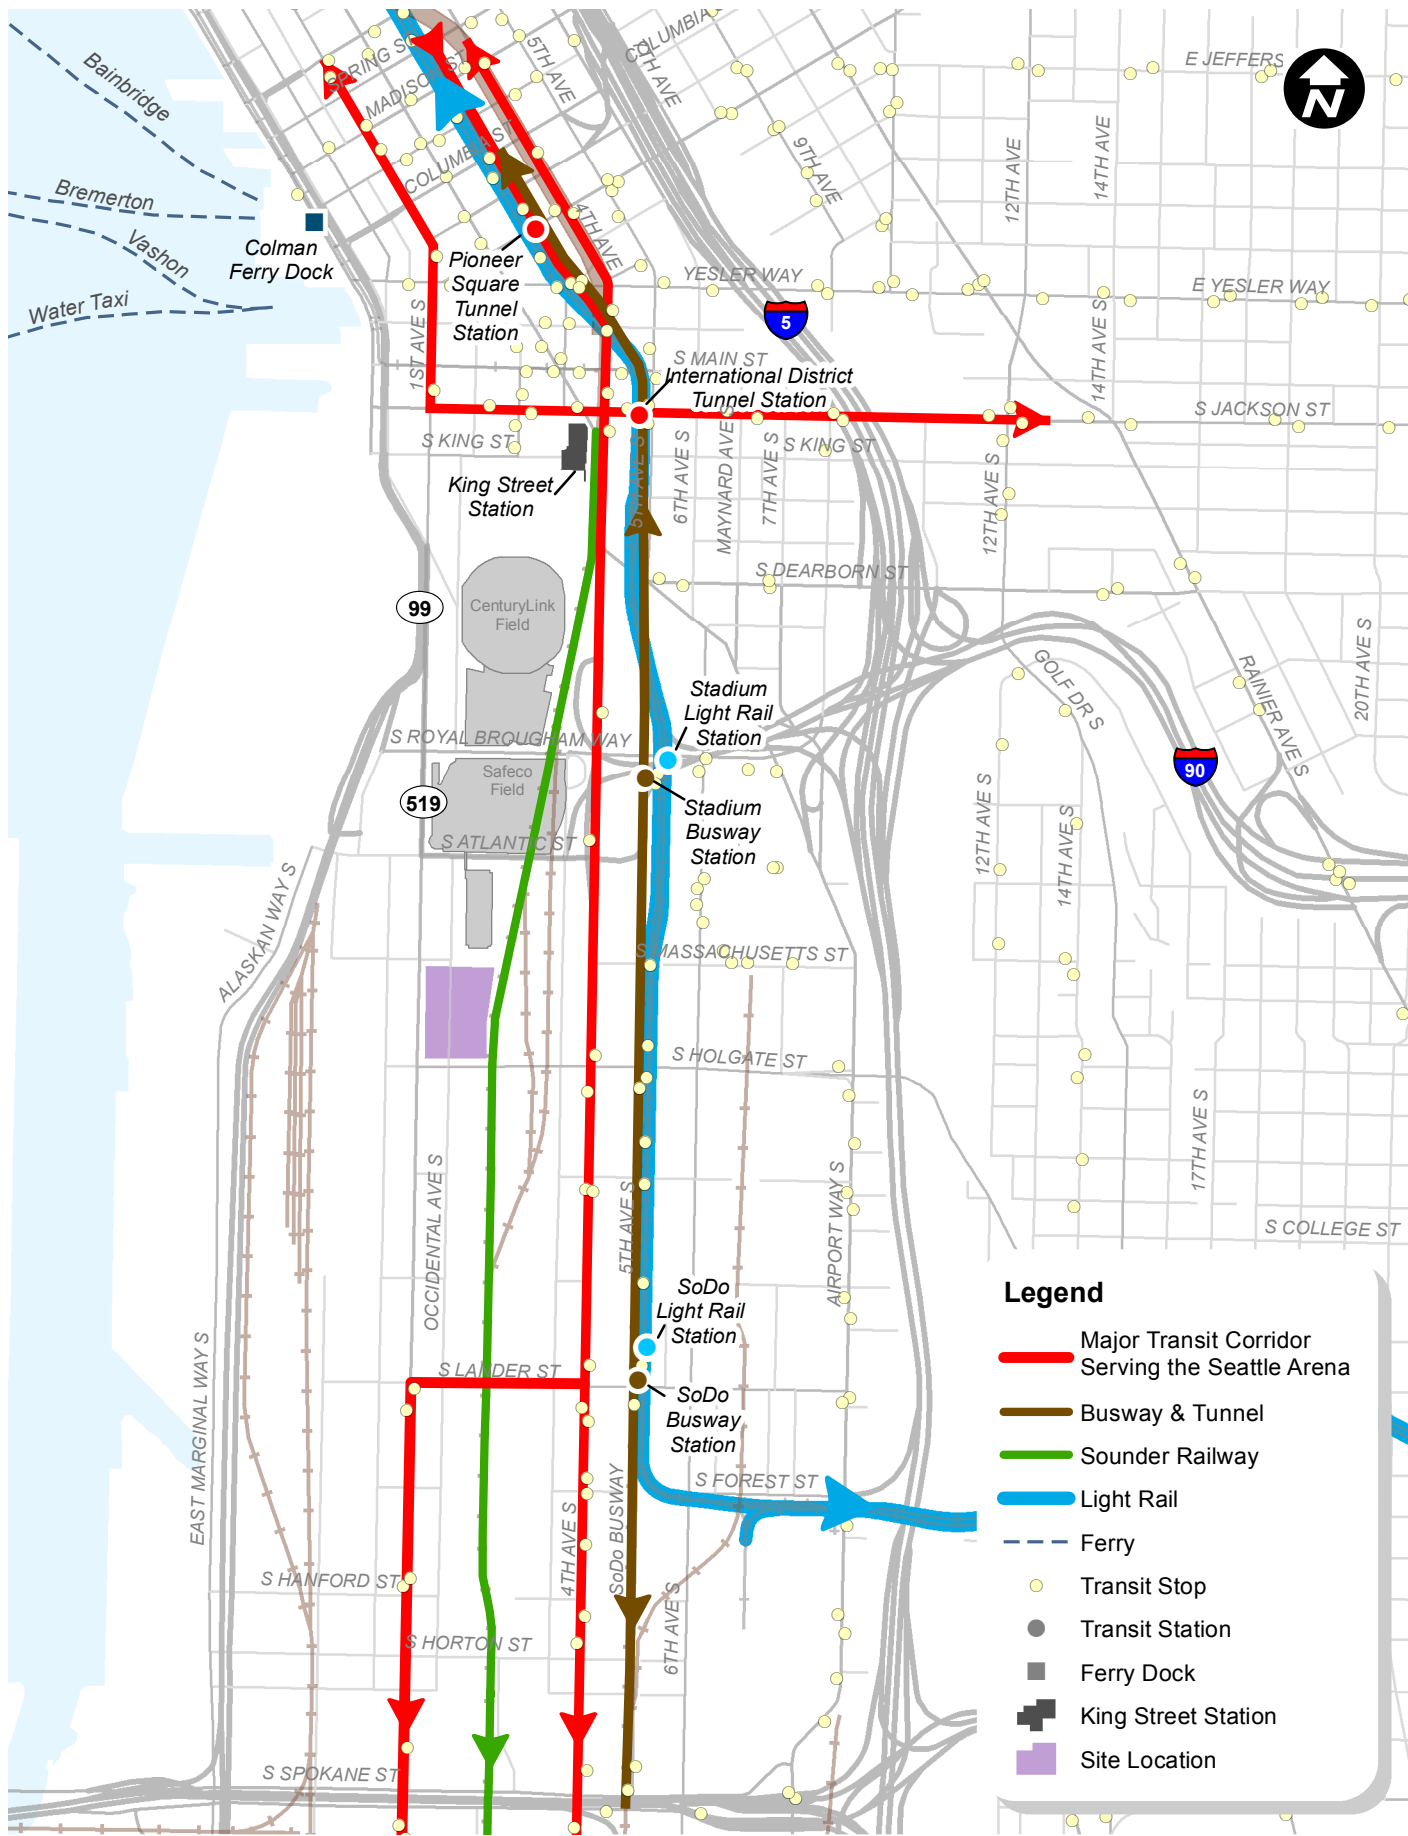 SPRING ST
5TH AVE
COLUMBIA
7TH AVE
E JEFFERS
N
Bainbridge
MADISON ST
COLUMBIA ST
9TH AVE
12TH AVE
14TH AVE
Bremerton
Vashon
Water Taxi
Colman
Ferry Dock
4TH AVE
Pioneer
Square
Tunnel
Station
YESLER WAY
E YESLER WAY
5
1ST AVE S
S MAIN ST
14TH AVE S
International District
Tunnel Station
S JACKSON ST
S KING ST
S KING ST
King Street
Station
5TH AVE S
6TH AVE S
MAYNARD AVE S
7TH AVE S
12TH AVE S
S DEARBORN ST
99
CenturyLink
Field
GOLF DR S
RAINIER AVE S
20TH AVE S
Stadium
Light Rail
Station
S ROYAL BROUGHAM WAY
Safeco
Field
90
519
Stadium
Busway
Station
S ATLANTIC ST
12TH AVE S
14TH AVE S
ALASKAN WAY S
S MASSACHUSETTS ST
S HOLGATE ST
17TH AVE S
OCCIDENTAL AVE S
5TH AVE S
AIRPORT WAY S
S COLLEGE ST
SoDo
Light Rail
Station
EAST MARGINAL WAY S
S LANDER ST
SoDo
Busway
Station
S FOREST ST
4TH AVE S
SoDo BUSWAY
S HANFORD ST
S HORTON ST
6TH AVE S
S SPOKANE ST
Legend
Major Transit Corridor
Serving the Seattle Arena
Busway & Tunnel
Sounder Railway
Light Rail
Ferry
Transit Stop
Transit Station
Ferry Dock
King Street Station
Site Location